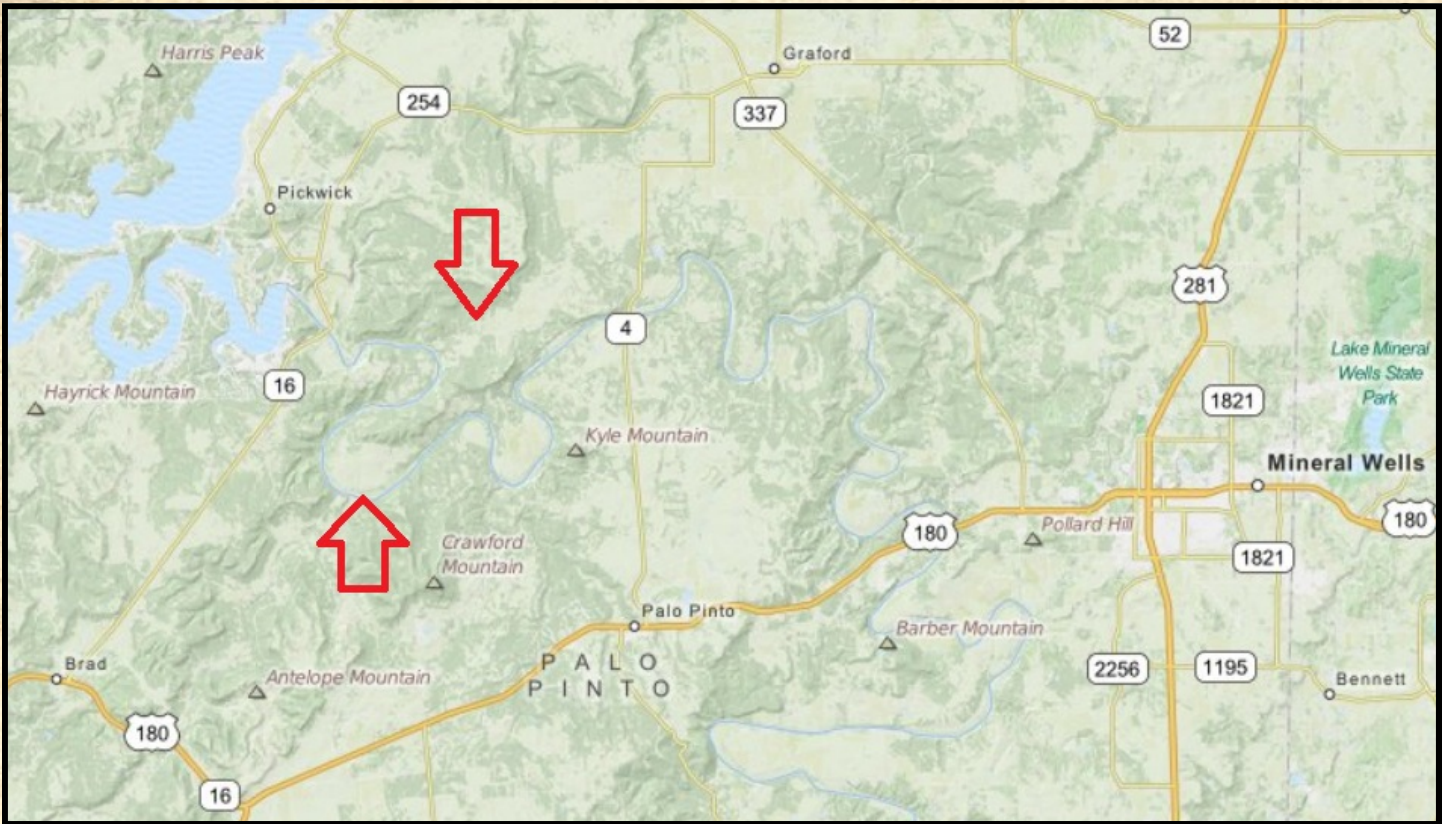 52
Harris Peak
Graford
254
337
Pickwick
281
4
Lake Mineral
Wells State
Park
16
Hayrick Mountain
1821
Kyle Mountain
Mineral Wells
180
180
Pollard Hill
Crawford
Mountain
1821
Palo Pinto
Barber Mountain
Brad
PALO
PINTO
2256
1195
Antelope Mountain
Bennett
180
16